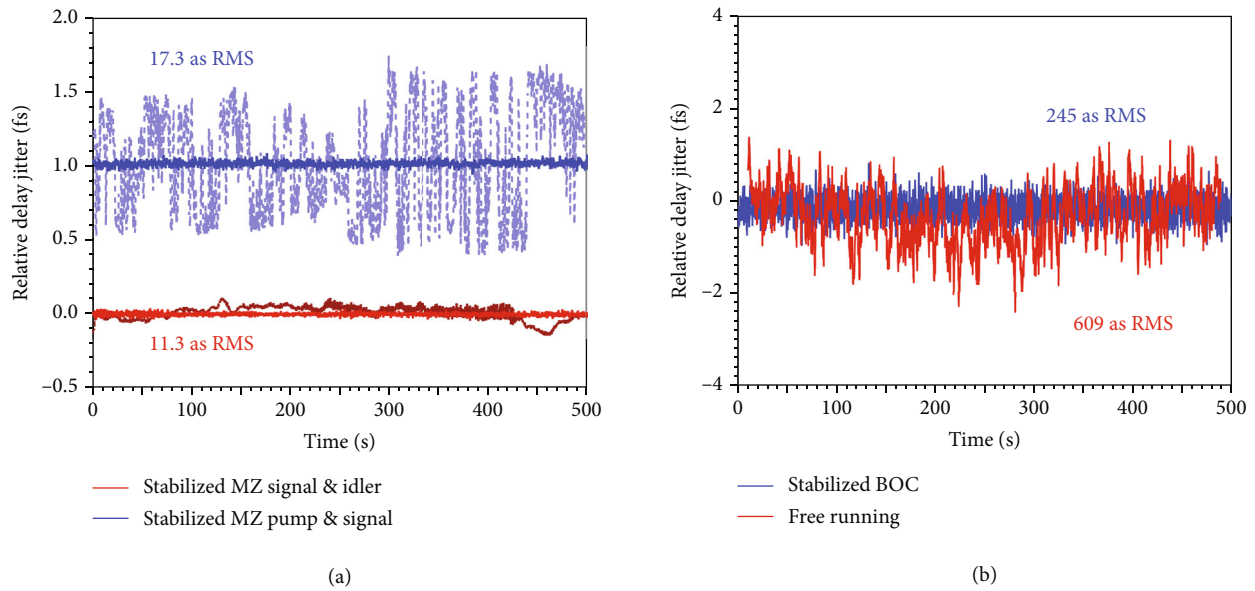 2.0
1.5
1.0
0.5
0.0
–0.5
Relative delay jitter (fs)
17.3 as RMS
11.3 as RMS
0 100 200 300 400 500
Time (s)
Stabilized MZ signal & idler
Stabilized MZ pump & signal
(a)
4
2
0
–2
–4
Relative delay jitter (fs)
245 as RMS
609 as RMS
0 100 200 300 400 500
Time (s)
Stabilized BOC
Free running
(b)